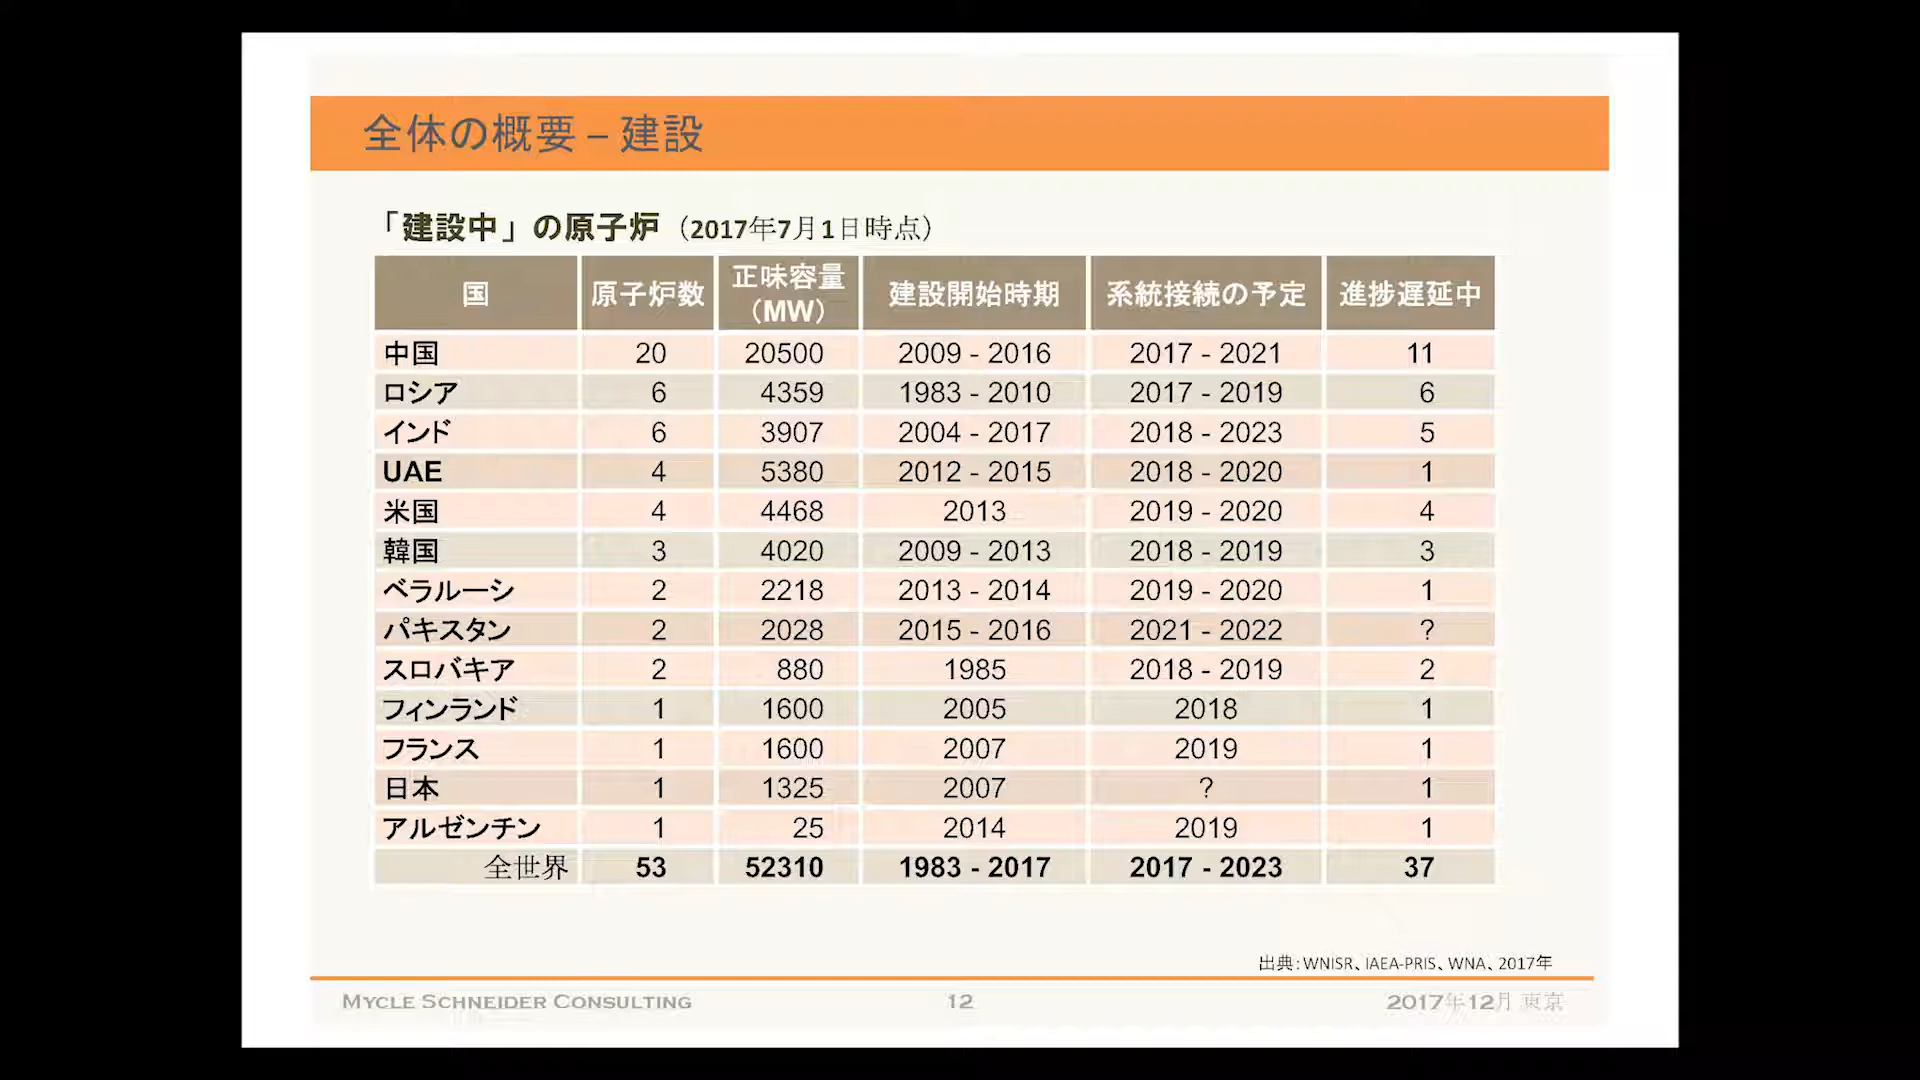 全体の概要 – 建設
「建設中」の原子炉（2017年7月1日時点）
国 原子炉数 正味容量（MW） 建設開始時期 系統接続の予定 進捗遅延中
中国 20 20500 2009 - 2016 2017 - 2021 11
ロシア 6 4359 1983 - 2010 2017 - 2019 6
インド 6 3907 2004 - 2017 2018 - 2023 5
UAE 4 5380 2012 - 2015 2018 - 2020 1
米国 4 4468 2013 2019 - 2020 4
韓国 3 4020 2009 - 2013 2018 - 2019 3
ベラルーシ 2 2218 2013 - 2014 2019 - 2020 1
パキスタン 2 2028 2015 - 2016 2021 - 2022 ?
スロバキア 2 880 1985 2018 - 2019 2
フィンランド 1 1600 2005 2018 1
フランス 1 1600 2007 2019 1
日本 1 1325 2007 ? 1
アルゼンチン 1 25 2014 2019 1
全世界 53 52310 1983 - 2017 2017 - 2023 37
出典：WNISR、IAEA-PRIS、WNA、2017年
MYCLE SCHNEIDER CONSULTING 12 2017年12月 東京